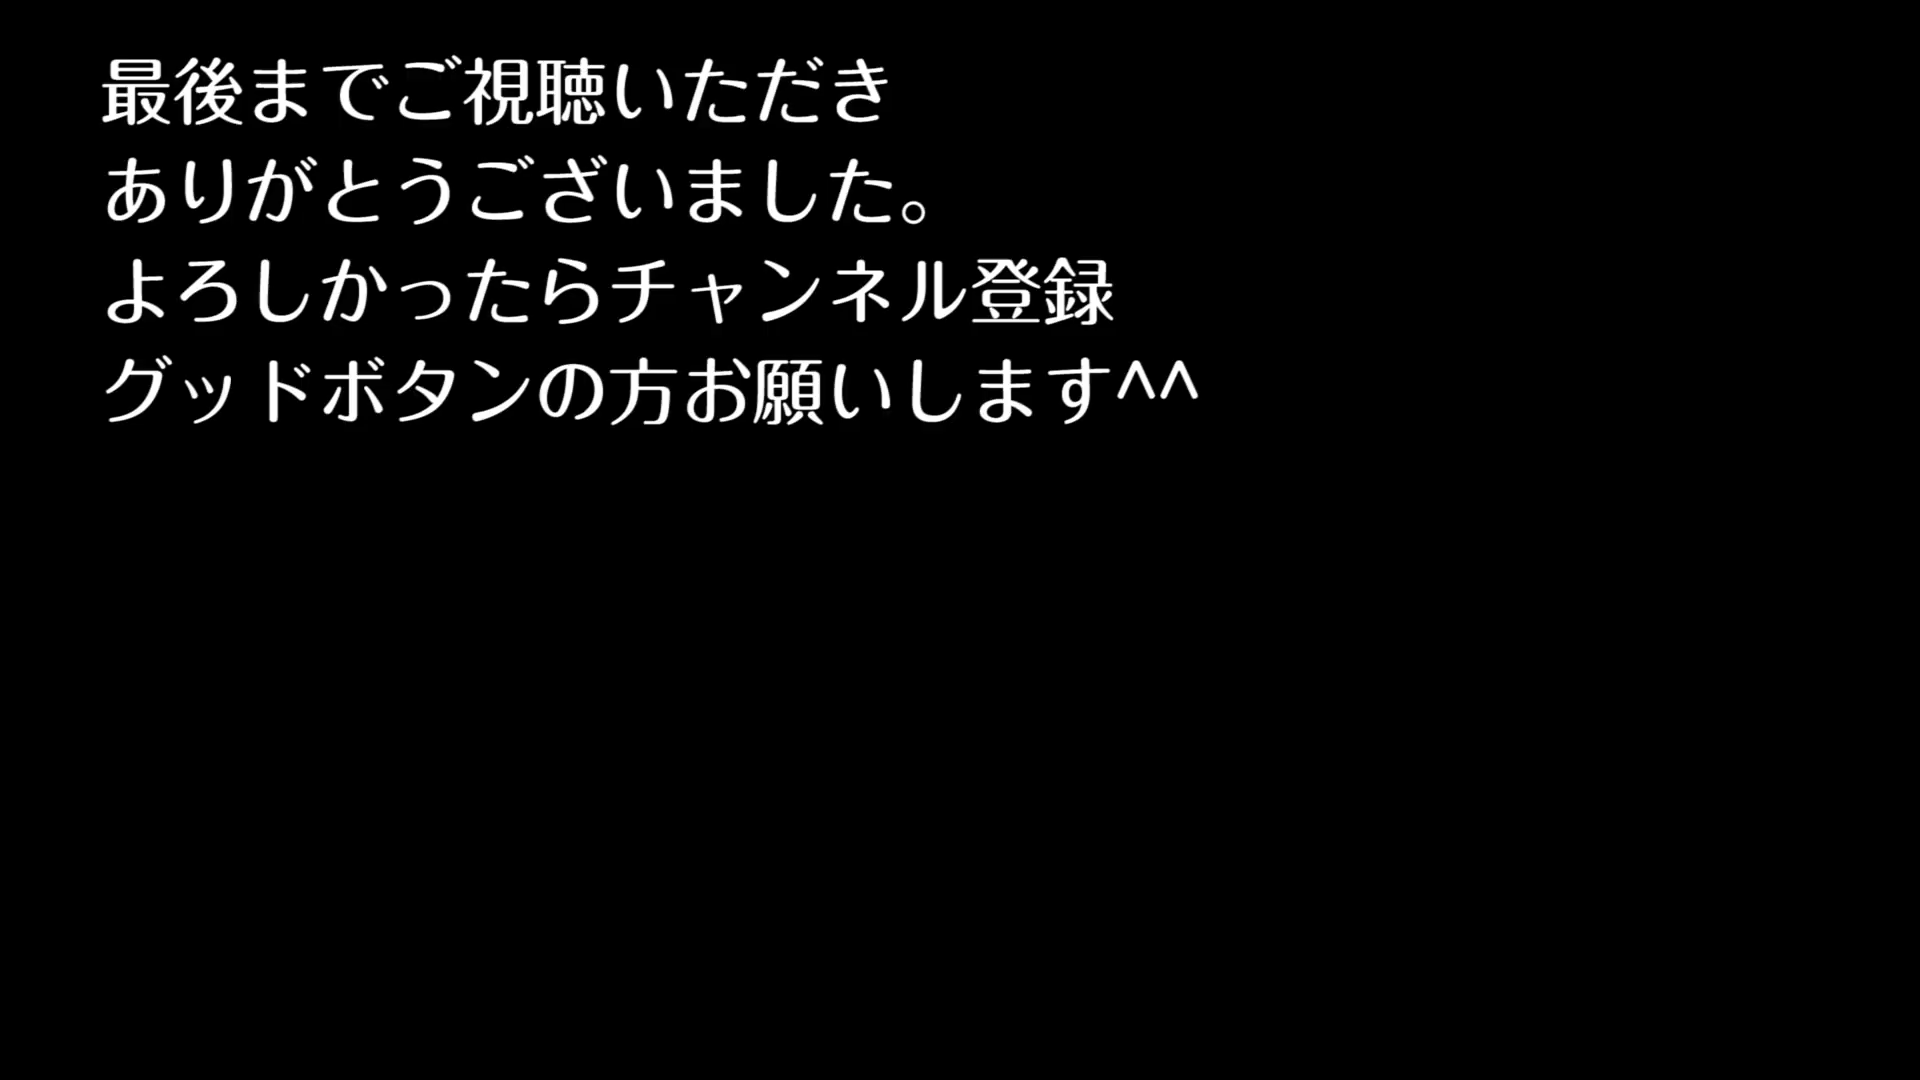 最後までご視聴いただき
ありがとうございました。
よろしかったらチャンネル登録
グッドボタンの方お願いします^^